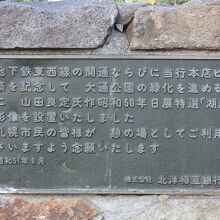 地下鉄東西線の開通ならびに当行本店
築を記念して 大通公園の緑化を進める
に 山田良定氏作昭和50年日展特選「湖
影像を設置いたしました
札幌市民の皆様が 憩の場としてご利用
さいますよう念願いたします
昭和51年6月
株式会社 北洋相互銀行